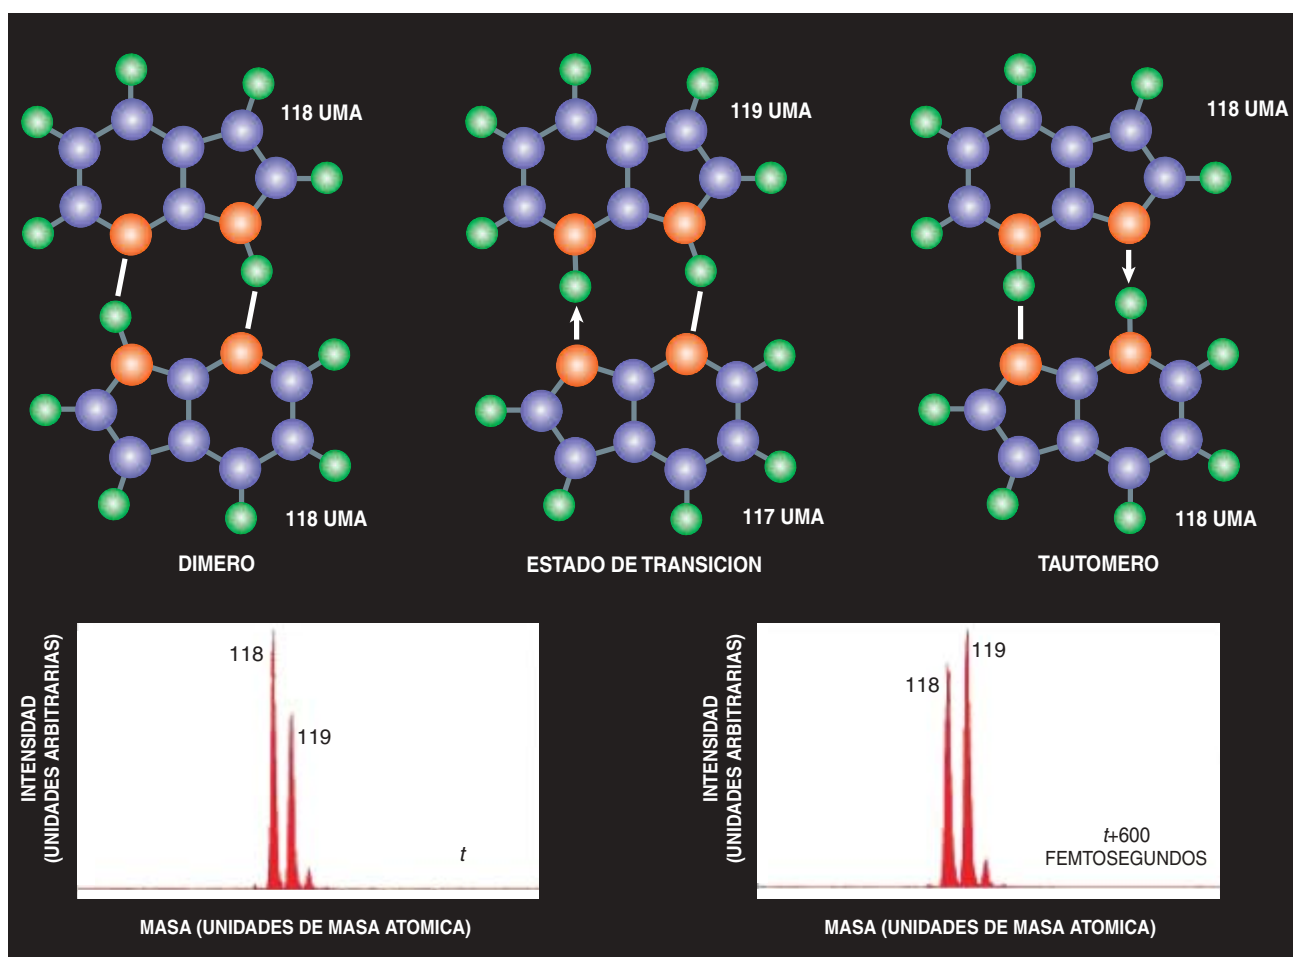 118 UMA
119 UMA
118 UMA
118 UMA
117 UMA
118 UMA
DIMERO
ESTADO DE TRANSICION
TAUTOMERO
INTENSIDAD
(UNIDADES ARBITRARIAS)
118
119
t
MASA (UNIDADES DE MASA ATOMICA)
INTENSIDAD
(UNIDADES ARBITRARIAS)
119
118
t+600
FEMTOSEGUNDOS
MASA (UNIDADES DE MASA ATOMICA)